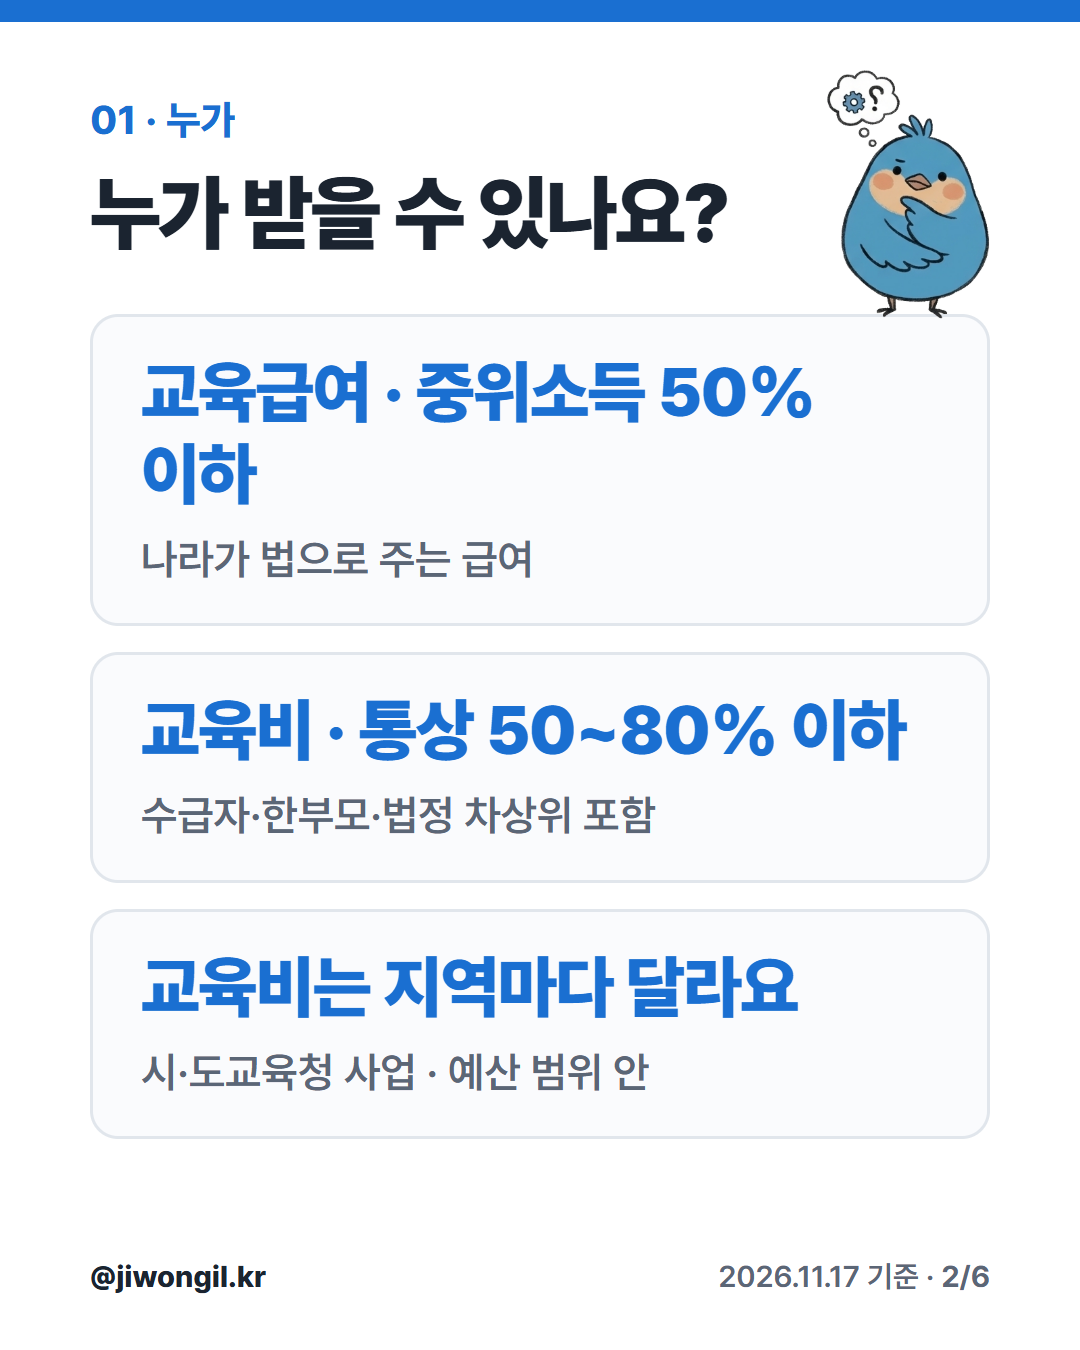 01 · 누가
누가 받을 수 있나요?
교육급여 · 중위소득 50%
이하
나라가 법으로 주는 급여
교육비 · 통상 50~80% 이하
수급자·한부모·법정 차상위 포함
교육비는 지역마다 달라요
시·도교육청 사업 · 예산 범위 안
@jiwongil.kr
2026.11.17 기준 · 2/6